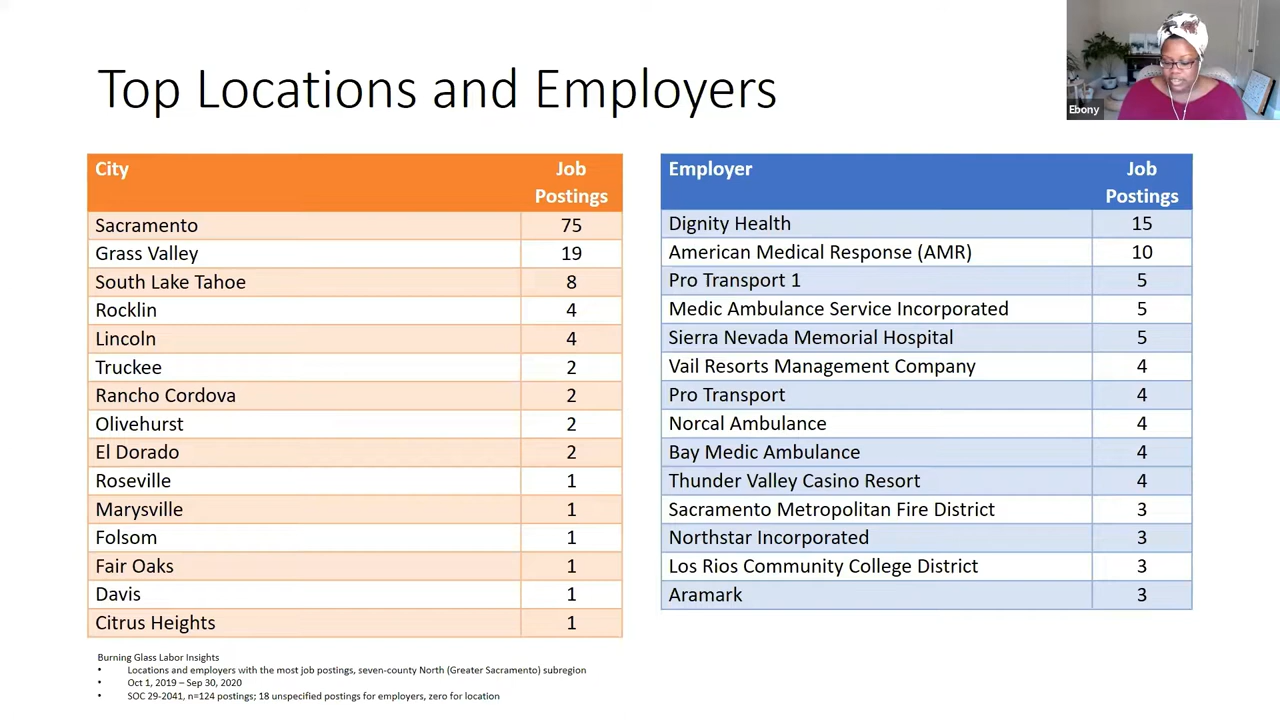 Top Locations and Employers
Ebony
City Job Postings
Sacramento 75
Grass Valley 19
South Lake Tahoe 8
Rocklin 4
Lincoln 4
Truckee 2
Rancho Cordova 2
Olivehurst 2
El Dorado 2
Roseville 1
Marysville 1
Folsom 1
Fair Oaks 1
Davis 1
Citrus Heights 1
Employer Job Postings
Dignity Health 15
American Medical Response (AMR) 10
Pro Transport 1 5
Medic Ambulance Service Incorporated 5
Sierra Nevada Memorial Hospital 5
Vail Resorts Management Company 4
Pro Transport 4
Norcal Ambulance 4
Bay Medic Ambulance 4
Thunder Valley Casino Resort 4
Sacramento Metropolitan Fire District 3
Northstar Incorporated 3
Los Rios Community College District 3
Aramark 3
Burning Glass Labor Insights
• Locations and employers with the most job postings, seven-county North (Greater Sacramento) subregion
• Oct 1, 2019 – Sep 30, 2020
• SOC 29-2041, n=124 postings; 18 unspecified postings for employers, zero for location